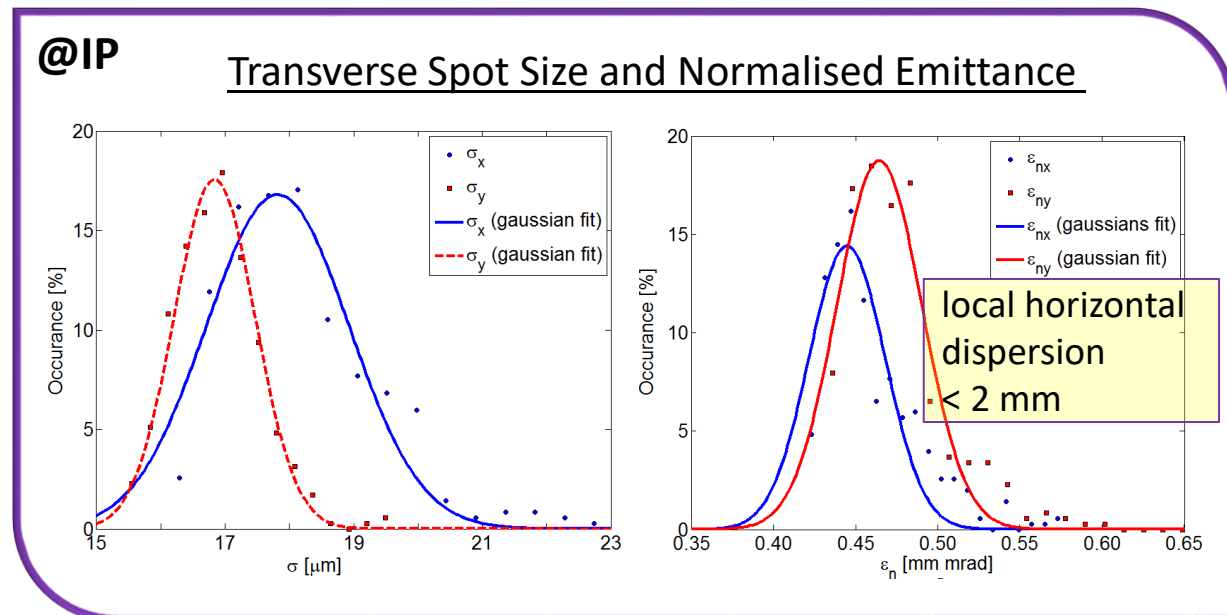 @IP
Transverse Spot Size and Normalised Emittance
20
15
10
5
0
Occurance [%]
15
17
19
21
23
σ [μm]
σx
σy
σx (gaussian fit)
σy (gaussian fit)
20
15
10
5
0
Occurance [%]
0.35
0.40
0.45
0.50
0.55
0.60
0.65
εn [mm mrad]
εnx
εny
εnx (gaussians fit)
εny (gaussian fit)
local horizontal
dispersion
< 2 mm